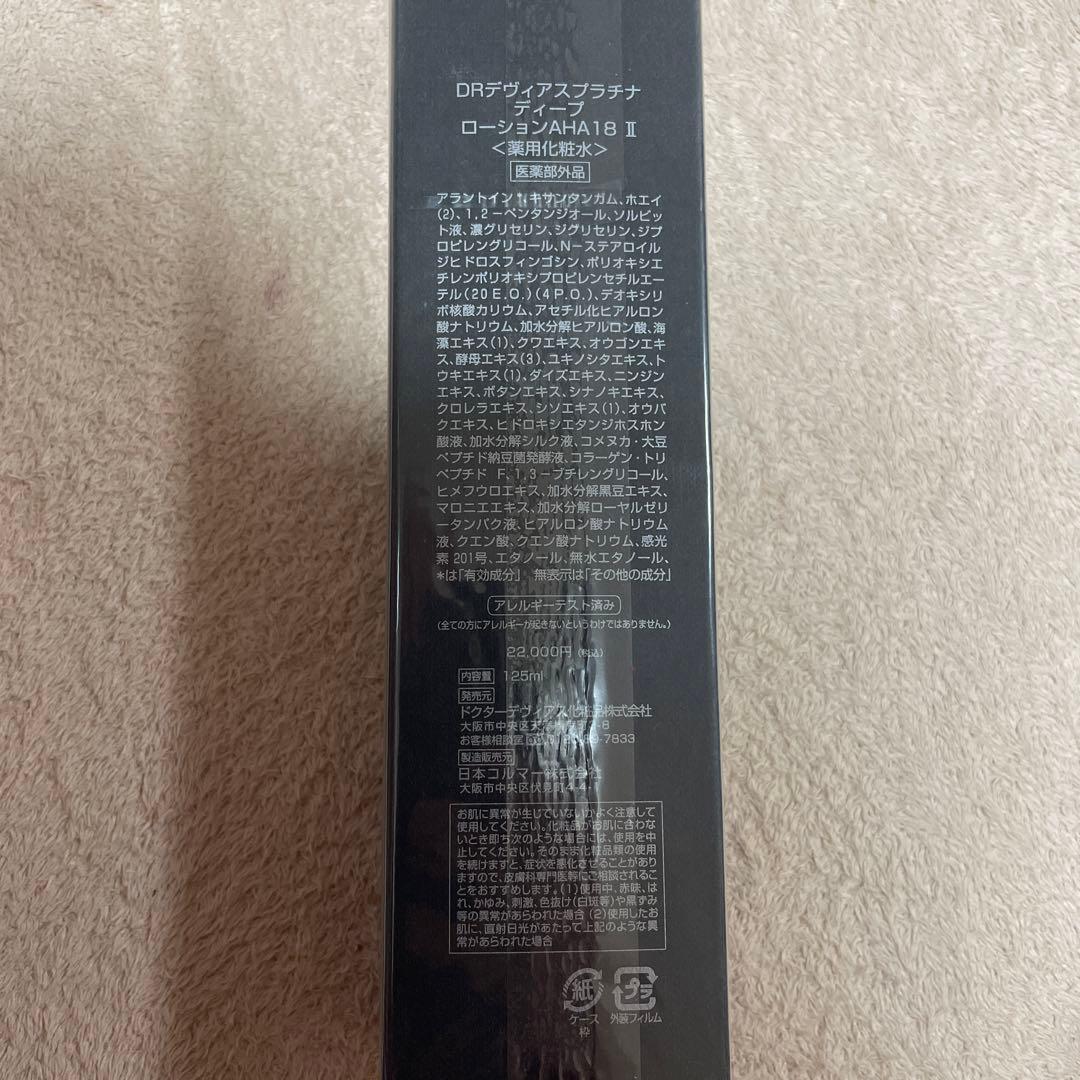 DRデヴィアスプラチナ
ディープ
ローションAHA18 Ⅱ
＜薬用化粧水＞
医薬部外品
アラントイン*、キサンタンガム、ホエイ
(2)、1,2−ペンタンジオール、ソルビッ
ト液、濃グリセリン、ジグリセリン、ジプ
ロピレングリコール、N−ステアロイル
ジヒドロスフィンゴシン、ポリオキシエ
チレンポリオキシプロピレンセチルエー
テル(20E.O.)(4P.O.)、デオキシリ
ボ核酸カリウム、アセチル化ヒアルロン
酸ナトリウム、加水分解ヒアルロン酸、海
藻エキス(1)、クワエキス、オウゴンエキ
ス、酵母エキス(3)、ユキノシタエキス、ト
ウキエキス(1)、ダイズエキス、ニンジン
エキス、ボタンエキス、シナノキエキス、
クロレラエキス、シソエキス(1)、オウバ
クエキス、ヒドロキシエタンジホスホン
酸液、加水分解シルク液、コメヌカ・大豆
ペプチド納豆菌発酵液、コラーゲン・トリ
ペプチド F、1,3−ブチレングリコール、
ヒメフウロエキス、加水分解黒豆エキス、
マロニエエキス、加水分解ローヤルゼリ
ータンパク液、ヒアルロン酸ナトリウム
液、クエン酸、クエン酸ナトリウム、感光
素201号、エタノール、無水エタノール、
*は「有効成分」 無表示は「その他の成分」
アレルギーテスト済み
(全ての方にアレルギーが起きないというわけではありません。)
22,000円(税込)
内容量 125ml
発売元
ドクターデヴィアス化粧品株式会社
大阪市中央区 -8
お客様相談室 -7833
製造販売元
日本コルマー株式会社
大阪市中央区伏見町4-4-1
お肌に異常が生じていないかよく注意して
使用してください。化粧品がお肌に合わな
いとき即ち次のような場合には、使用を中
止してください。そのまま化粧品類の使用
を続けますと、症状を悪化させることがあり
ますので、皮膚科専門医等にご相談されるこ
とをおすすめします。(1)使用中、赤味、は
れ、かゆみ、刺激、色抜け(白斑等)や黒ずみ
等の異常があらわれた場合 (2)使用したお
肌に、直射日光があたって上記のような異
常があらわれた場合
紙 プラ
ケース 外装フィルム
枠